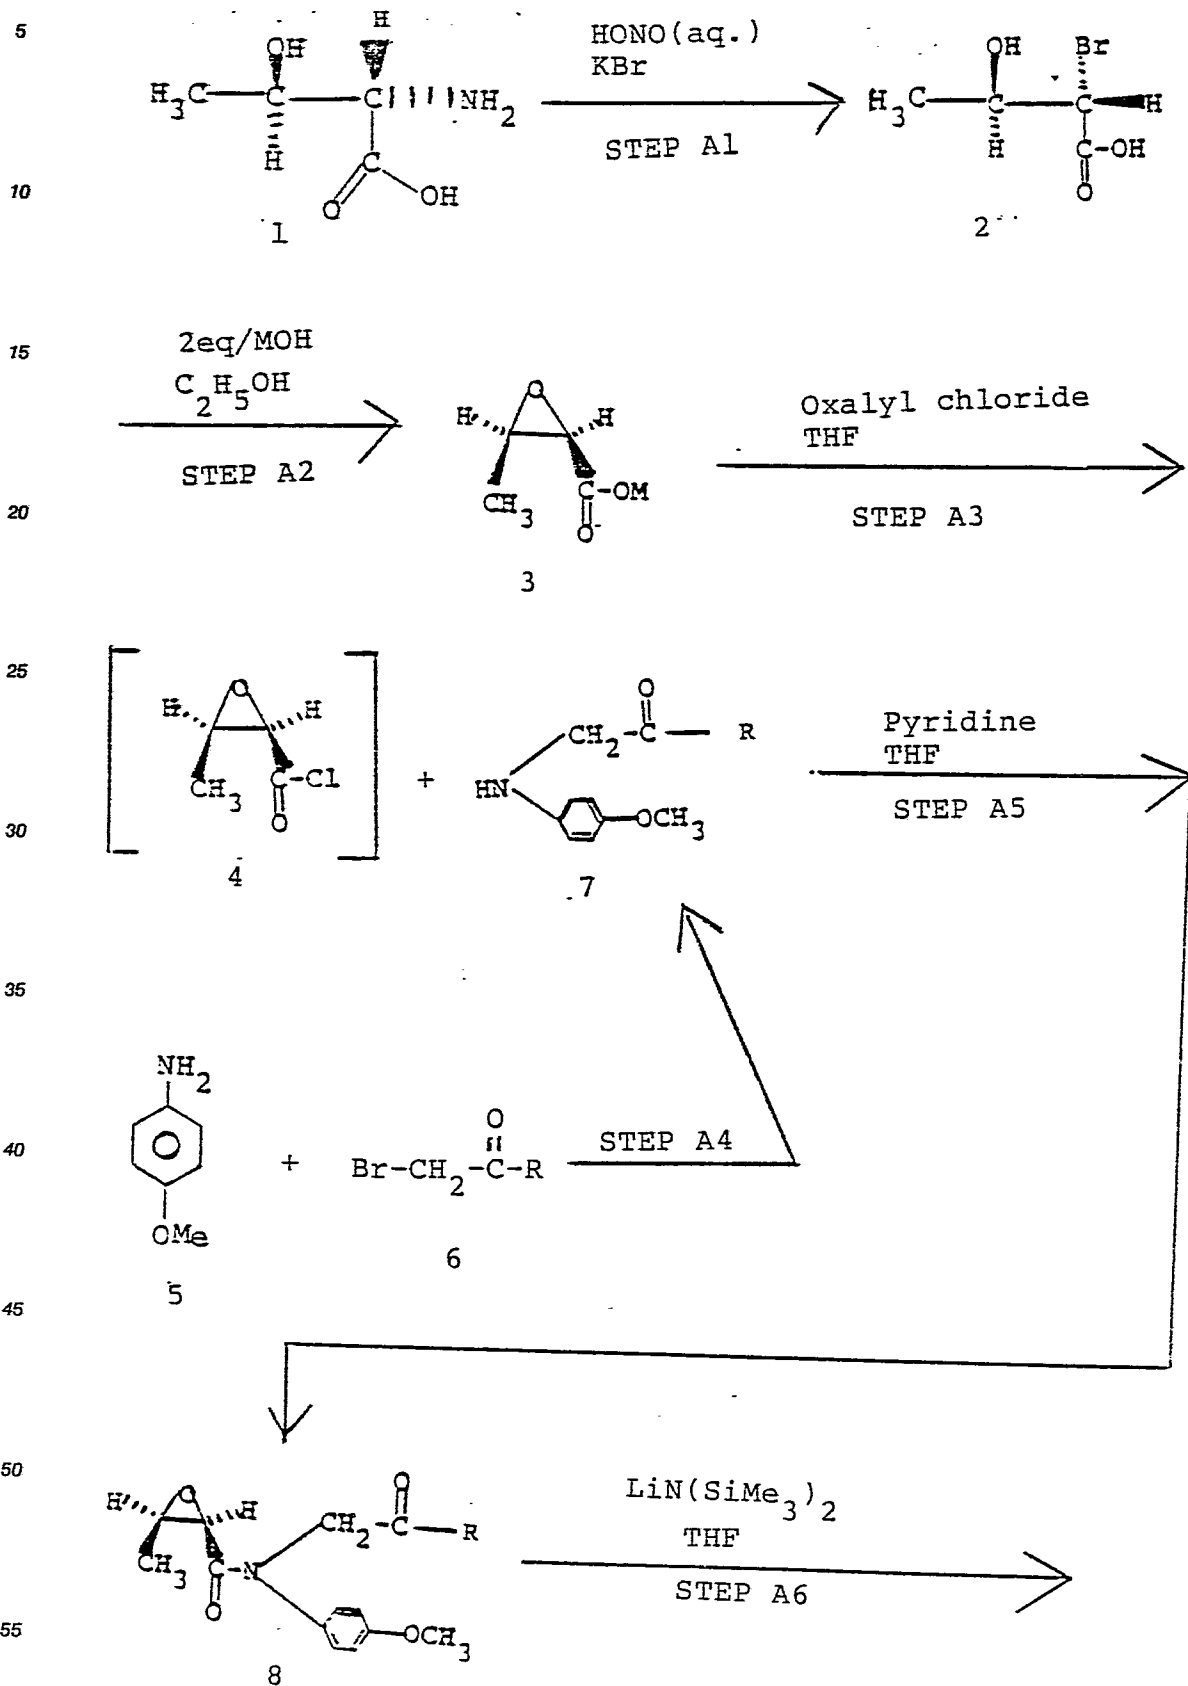 5
H
OH
HONO(aq.)
KBr
OH Br
H3C—C—C NH2
STEP A1
H3C—C—C—H
H
C
H C-OH
10
O OH
O
1
2
15
2eq/MOH
C2H5OH
STEP A2
O
H H
CH3 C-OM
O
3
Oxalyl chloride
THF
STEP A3
20
25
O
H H
CH3 C-Cl
O
4
+
O
CH2-C— R
HN
OCH3
7
Pyridine
THF
STEP A5
30
35
NH2
OMe
5
+
O
Br-CH2-C-R
6
STEP A4
40
45
50
O
H H
CH3 C-N
O
O
CH2-C—R
OCH3
8
LiN(SiMe3)2
THF
STEP A6
55